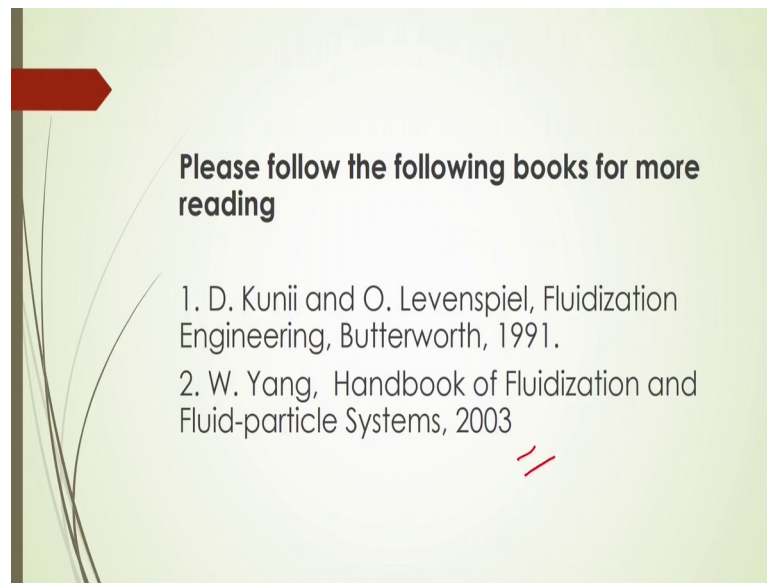 Please follow the following books for more
reading
1. D. Kunii and O. Levenspiel, Fluidization
Engineering, Butterworth, 1991.
2. W. Yang, Handbook of Fluidization and
Fluid-particle Systems, 2003